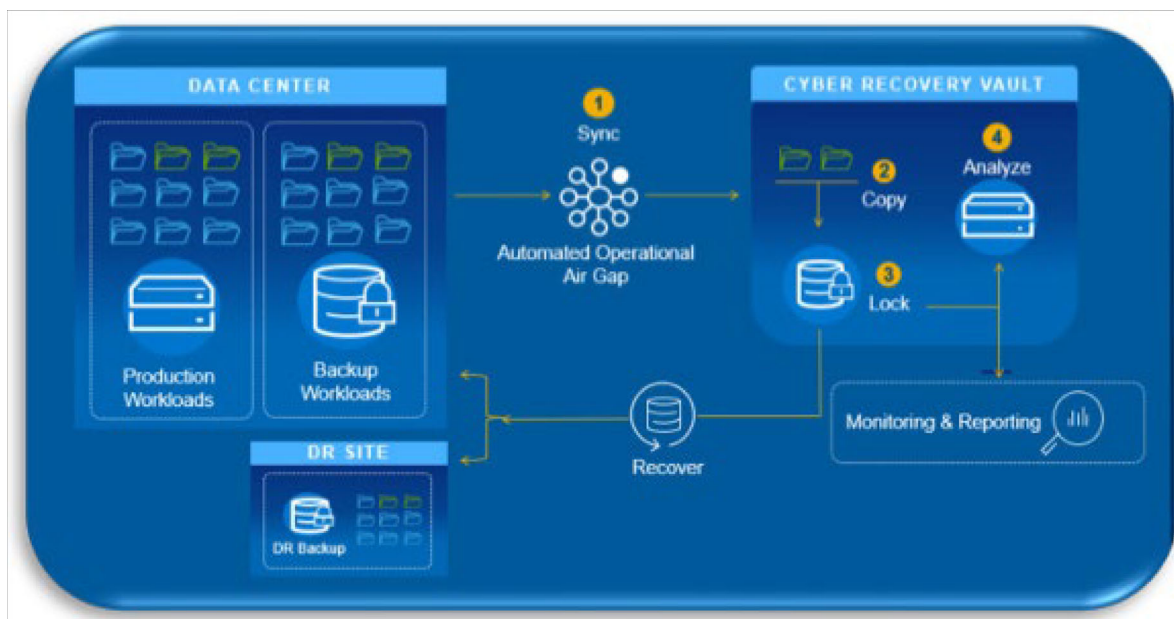 DATA CENTER
Production
Workloads
Backup
Workloads
1
Sync
Automated Operational
Air Gap
CYBER RECOVERY VAULT
2
Copy
3
Lock
4
Analyze
Monitoring & Reporting
Recover
DR SITE
DR Backup